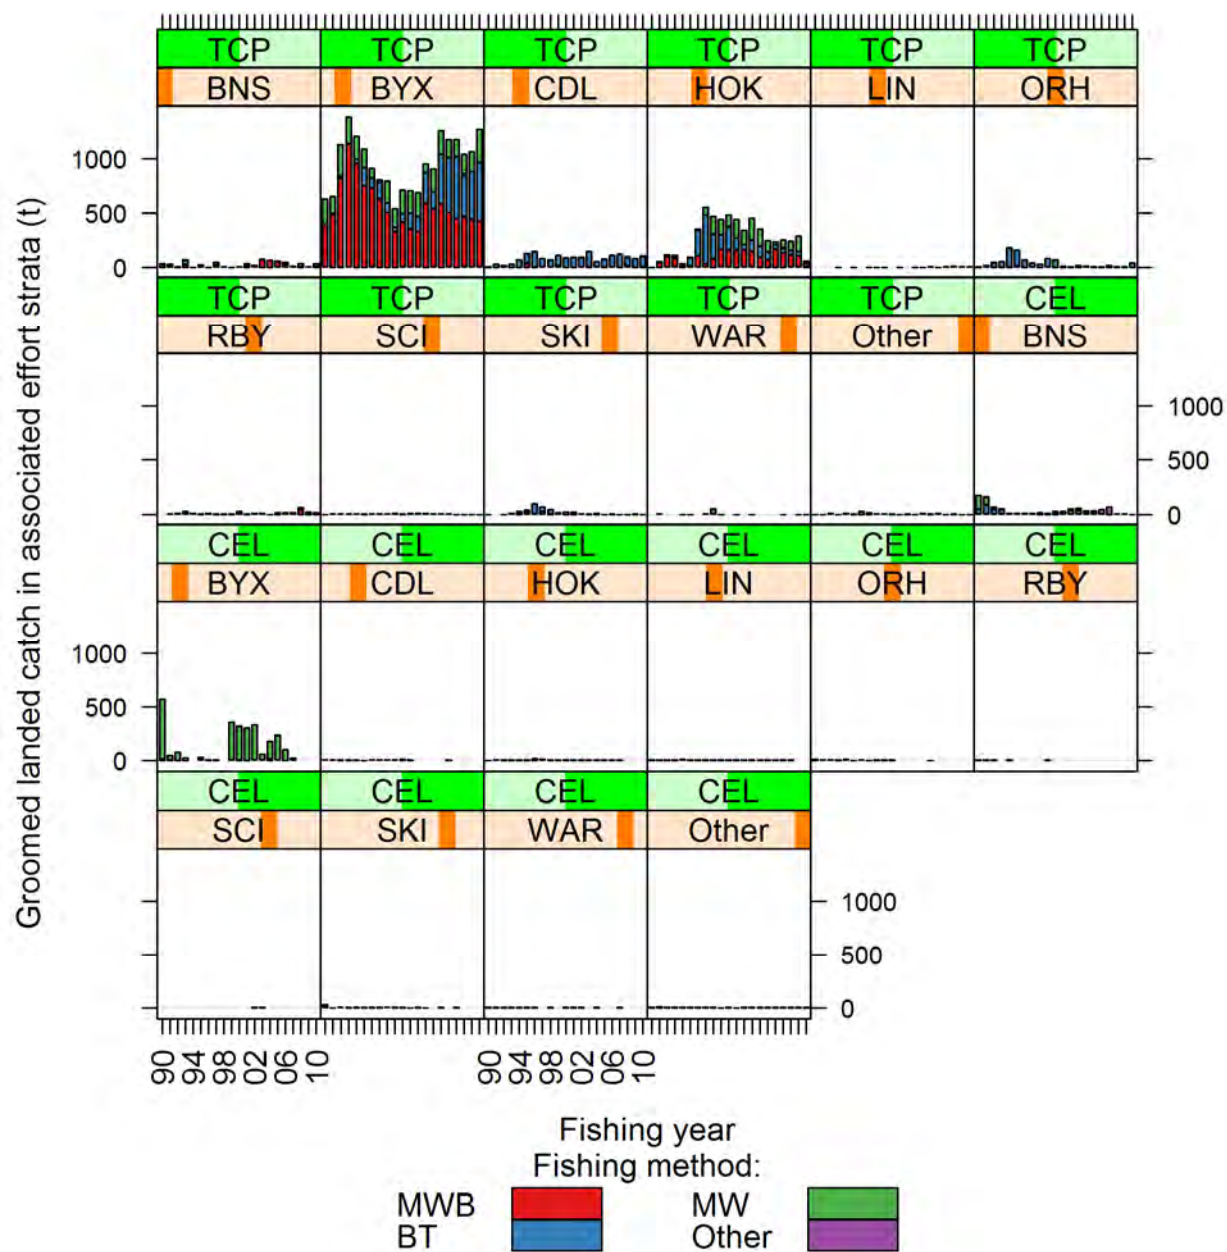 TCP TCP TCP TCP TCP TCP
BNS BYX CDL HOK LIN ORH
1000
500
0
TCP TCP TCP TCP TCP CEL
RBY SCI SKI WAR Other BNS
1000
500
0
CEL CEL CEL CEL CEL CEL
BYX CDL HOK LIN ORH RBY
1000
500
0
CEL CEL CEL CEL
SCI SKI WAR Other
1000
500
0
Groomed landed catch in associated effort strata (t)
90 94 98 02 06 10 90 94 98 02 06 10
Fishing year
Fishing method:
MWB MW
BT Other